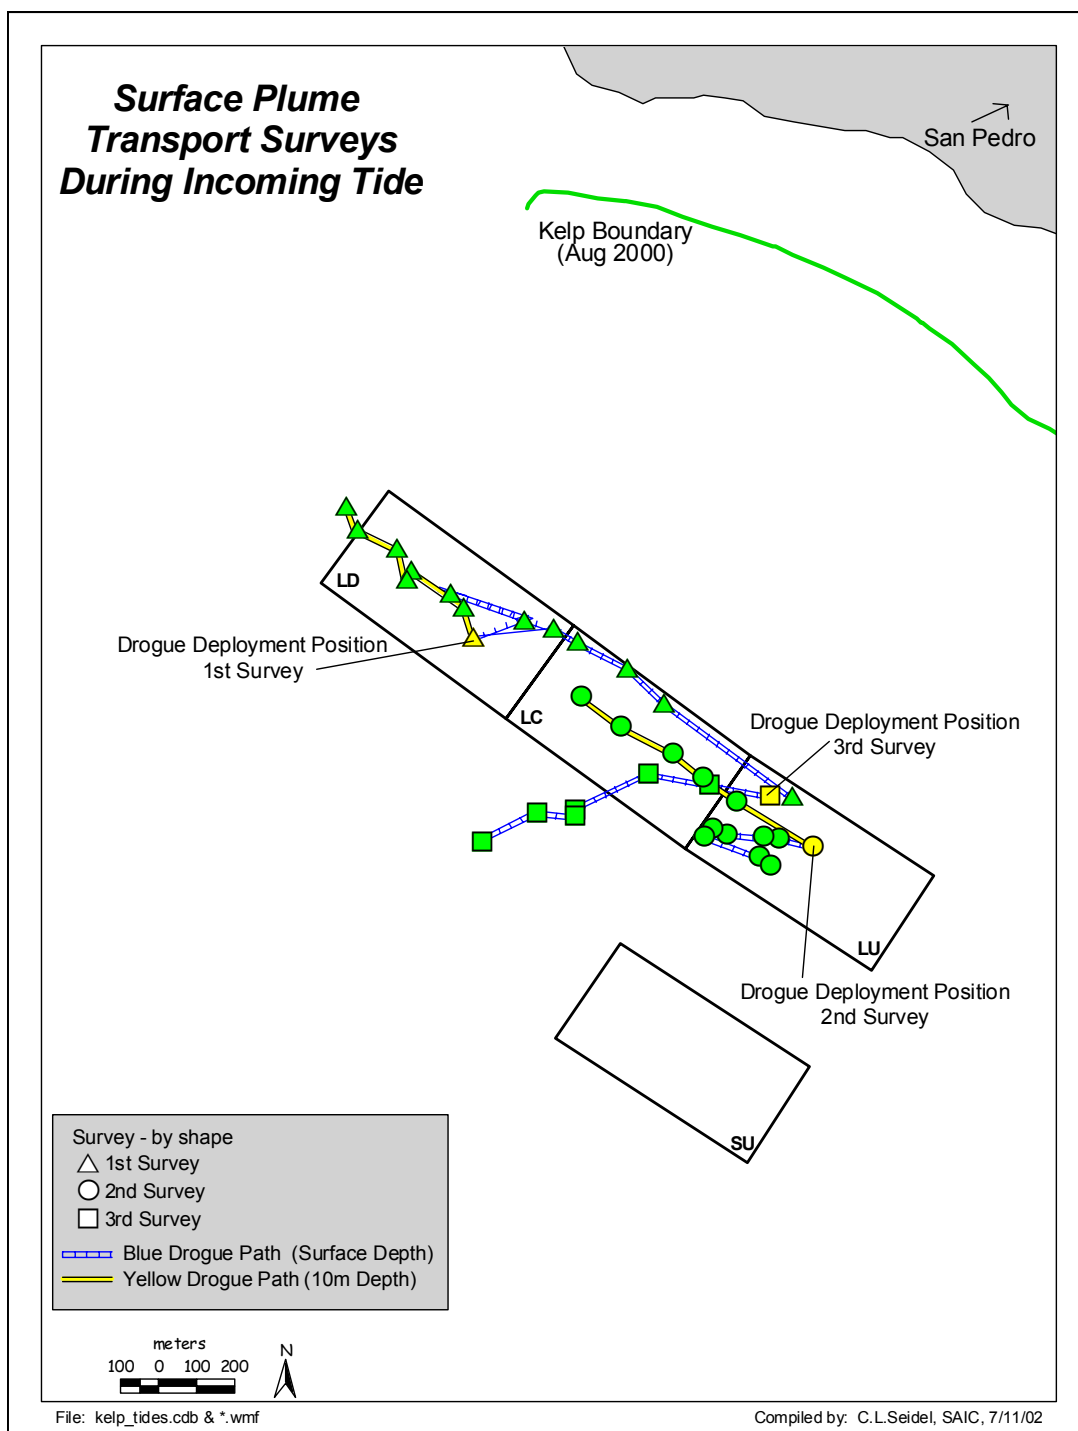 Surface Plume
Transport Surveys
During Incoming Tide
San Pedro
Kelp Boundary
(Aug 2000)
LD
Drogue Deployment Position
1st Survey
LC
Drogue Deployment Position
3rd Survey
LU
Drogue Deployment Position
2nd Survey
SU
Survey - by shape
1st Survey
2nd Survey
3rd Survey
Blue Drogue Path (Surface Depth)
Yellow Drogue Path (10m Depth)
meters
100 0 100 200
N
File: kelp_tides.cdb & *.wmf
Compiled by: C.L.Seidel, SAIC, 7/11/02